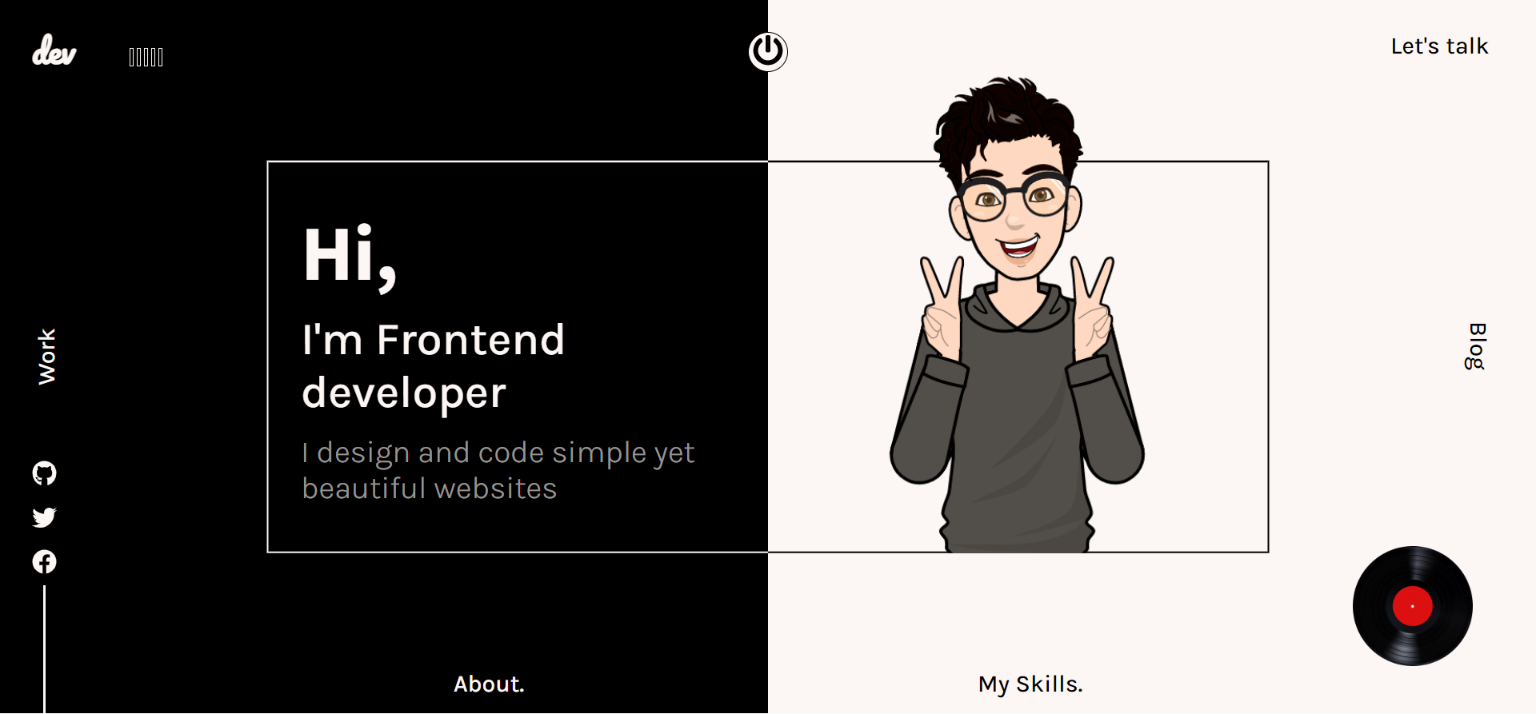 dev
Let's talk
Hi,
I'm Frontend
developer
I design and code simple yet
beautiful websites
Work
Blog
About.
My Skills.